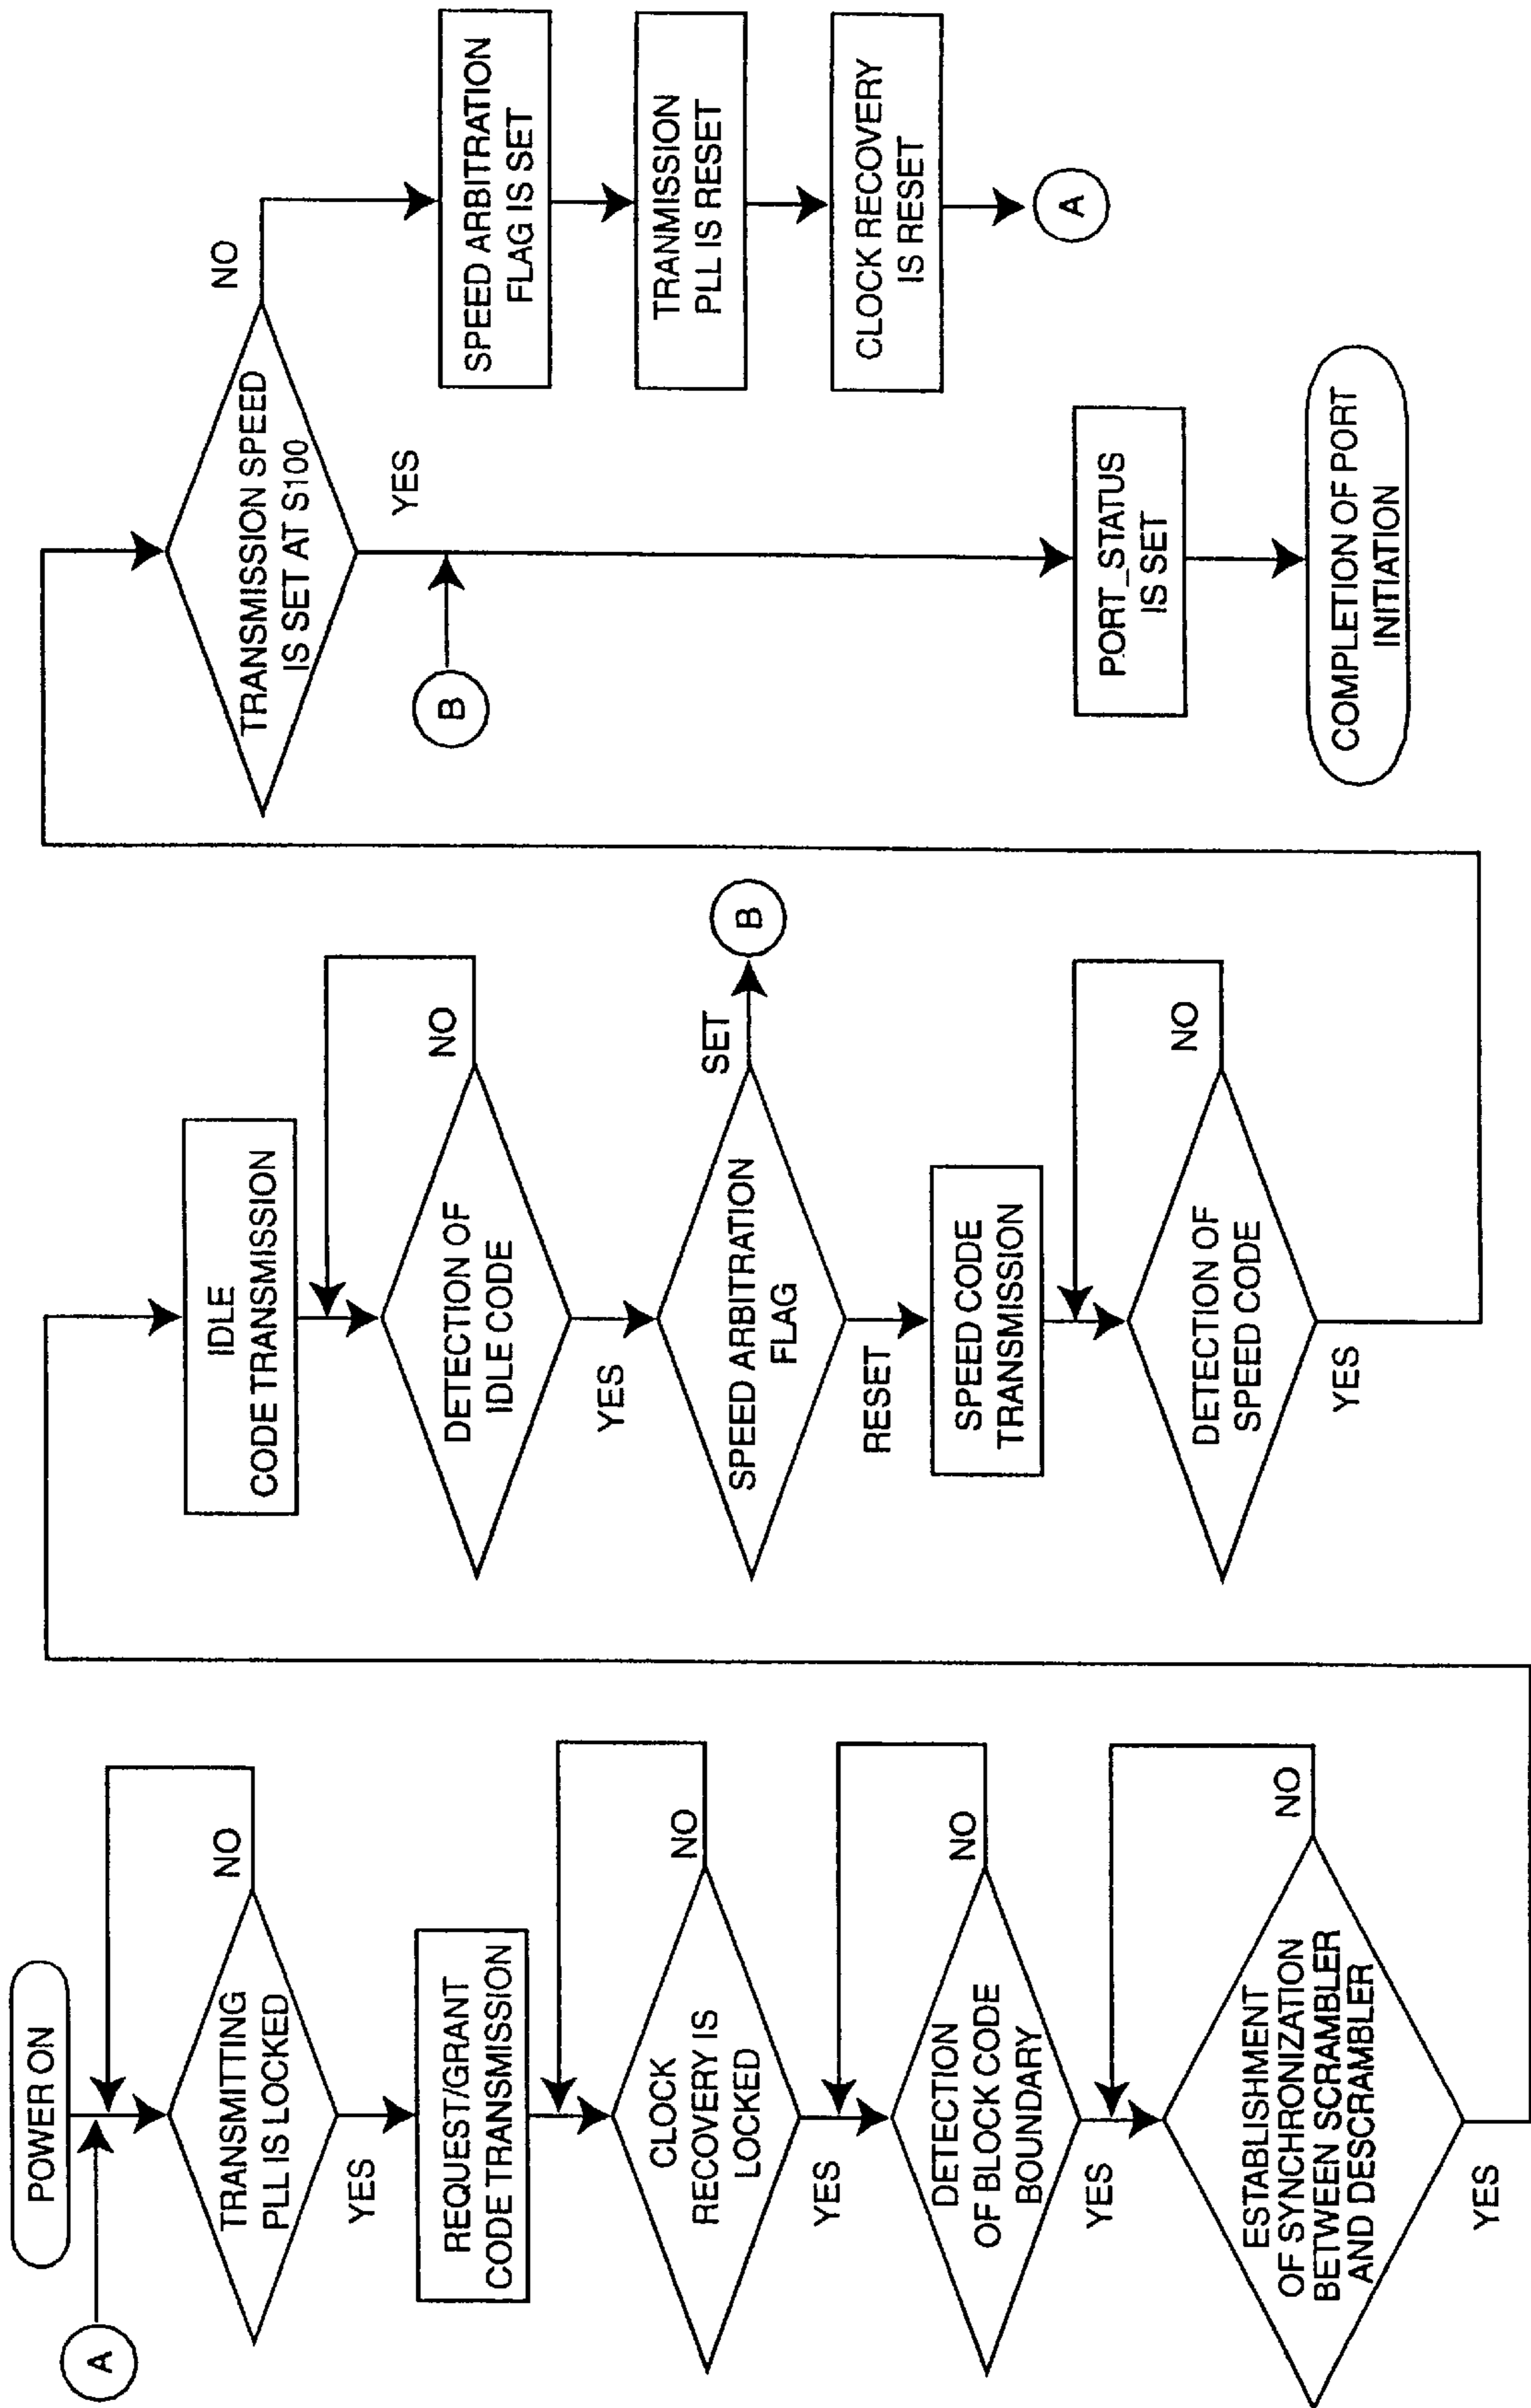 POWER ON
A
TRANSMITTING
PLL IS LOCKED
NO
YES
REQUEST/GRANT
CODE TRANSMISSION
CLOCK
RECOVERY IS
LOCKED
NO
YES
DETECTION
OF BLOCK CODE
BOUNDARY
NO
YES
ESTABLISHMENT
OF SYNCHRONIZATION
BETWEEN SCRAMBLER
AND DESCRAMBLER
NO
YES
IDLE
CODE TRANSMISSION
DETECTION OF
IDLE CODE
NO
YES
SPEED ARBITRATION
FLAG
SET
B
RESET
SPEED CODE
TRANSMISSION
DETECTION OF
SPEED CODE
NO
YES
TRANSMISSION SPEED
IS SET AT S100
NO
YES
B
SPEED ARBITRATION
FLAG IS SET
TRANMISSION
PLL IS RESET
CLOCK RECOVERY
IS RESET
A
PORT_STATUS
IS SET
COMPLETION OF PORT
INITIATION